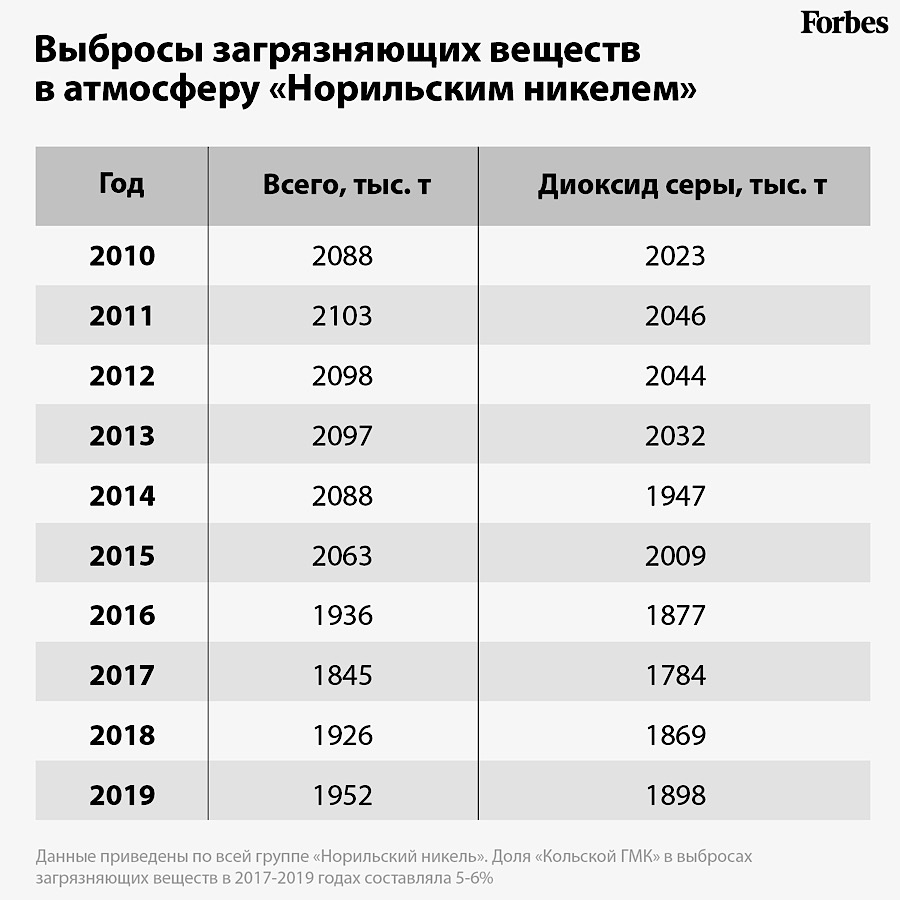 Forbes
Выбросы загрязняющих веществ
в атмосферу «Норильским никелем»
Год Всего, тыс. т Диоксид серы, тыс. т
2010 2088 2023
2011 2103 2046
2012 2098 2044
2013 2097 2032
2014 2088 1947
2015 2063 2009
2016 1936 1877
2017 1845 1784
2018 1926 1869
2019 1952 1898
Данные приведены по всей группе «Норильский никель». Доля «Кольской ГМК» в выбросах
загрязняющих веществ в 2017-2019 годах составляла 5-6%